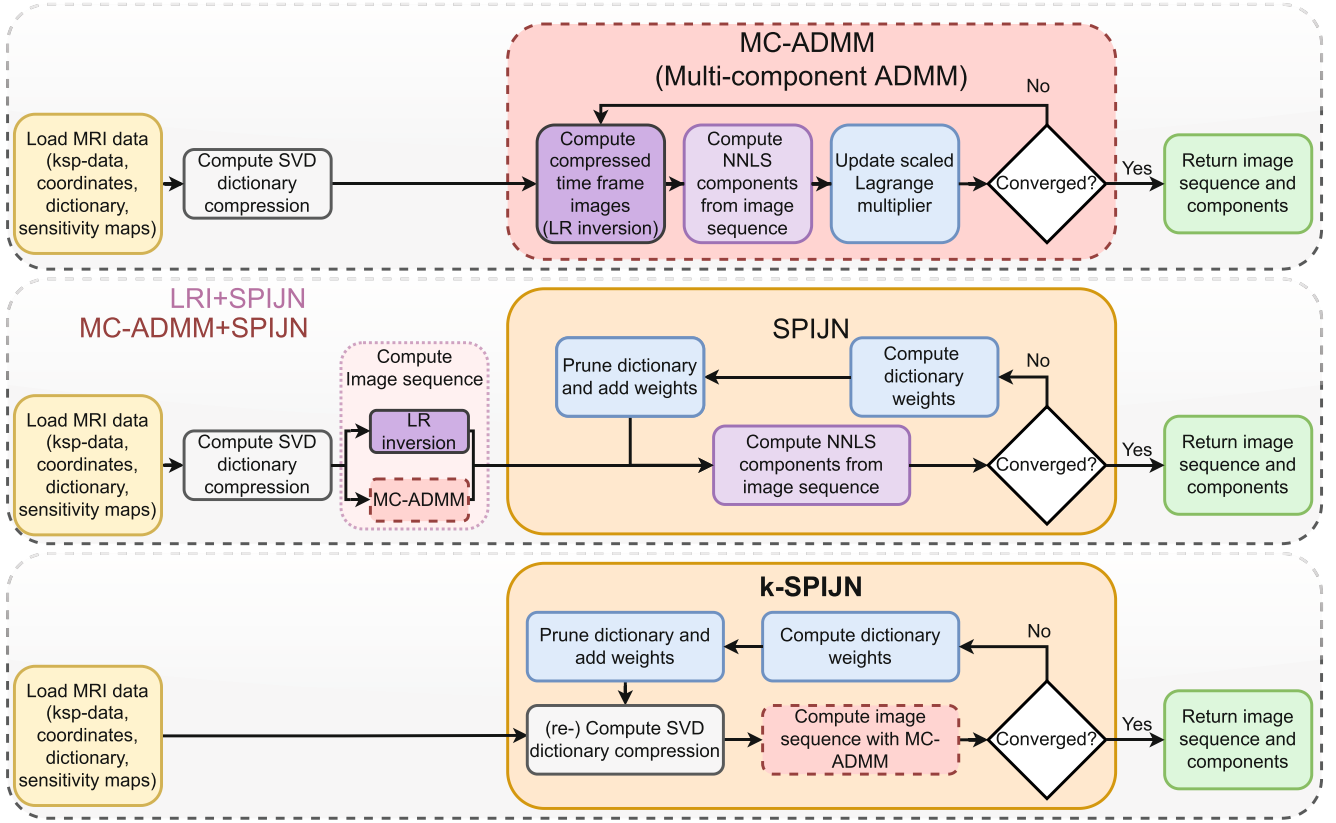 MC-ADMM
(Multi-component ADMM)
No
Load MRI data
(ksp-data,
coordinates,
dictionary,
sensitivity maps)
Compute SVD
dictionary
compression
Compute
compressed
time frame
images
(LR inversion)
Compute
NNLS
components
from image
sequence
Update scaled
Lagrange
multiplier
Converged?
Yes
Return image
sequence and
components
LRI+SPIJN
MC-ADMM+SPIJN
Load MRI data
(ksp-data,
coordinates,
dictionary,
sensitivity maps)
Compute SVD
dictionary
compression
Compute
Image sequence
LR
inversion
MC-ADMM
SPIJN
Prune dictionary
and add weights
Compute
dictionary
weights
No
Compute NNLS
components from
image sequence
Converged?
Yes
Return image
sequence and
components
k-SPIJN
Load MRI data
(ksp-data,
coordinates,
dictionary,
sensitivity maps)
Prune dictionary and
add weights
Compute dictionary
weights
No
(re-) Compute SVD
dictionary compression
Compute image
sequence with MC-
ADMM
Converged?
Yes
Return image
sequence and
components